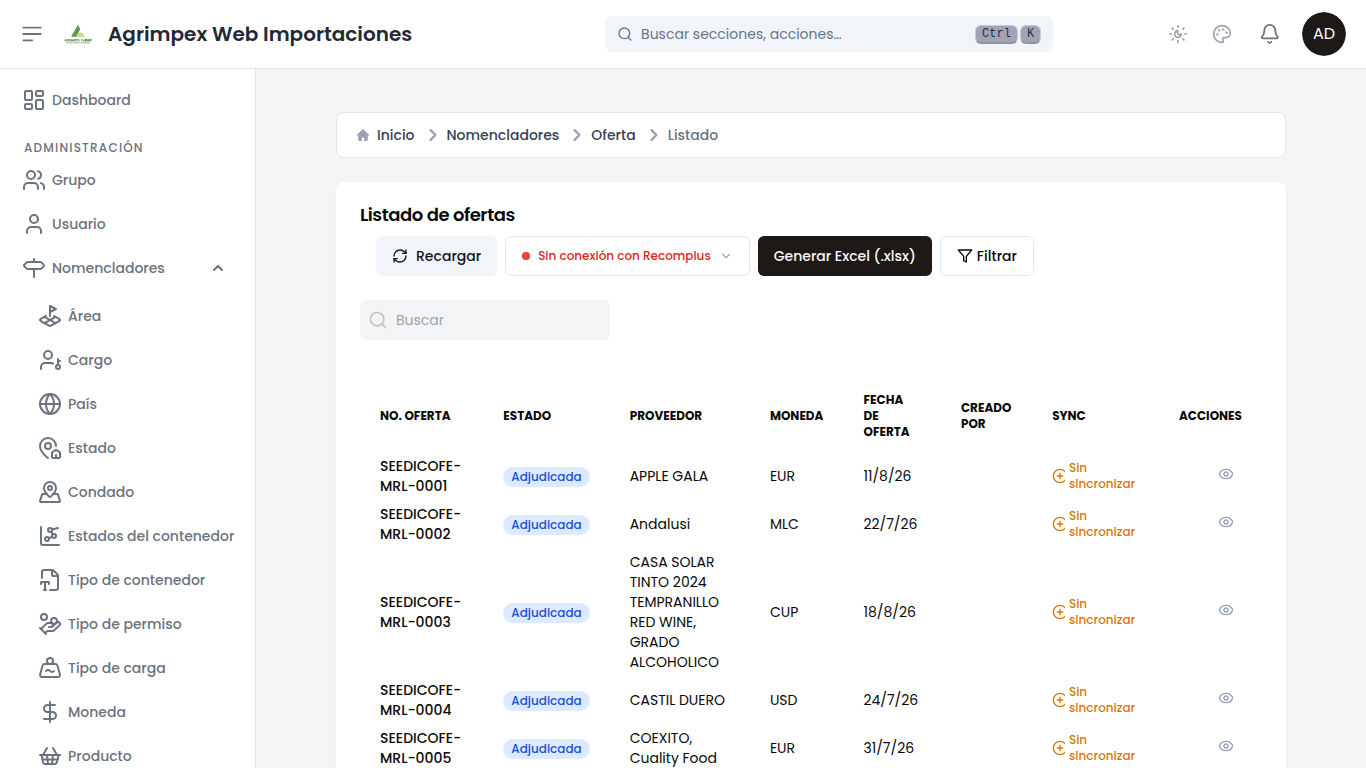 Agrimpex Web Importaciones
Buscar secciones, acciones...
Ctrl K
AD
Dashboard
ADMINISTRACIÓN
Grupo
Usuario
Nomencladores
Área
Cargo
País
Estado
Condado
Estados del contenedor
Tipo de contenedor
Tipo de permiso
Tipo de carga
Moneda
Producto
Inicio > Nomencladores > Oferta > Listado
Listado de ofertas
Recargar
Sin conexión con Recomplus
Generar Excel (.xlsx)
Filtrar
Buscar
NO. OFERTA ESTADO PROVEEDOR MONEDA FECHA DE OFERTA CREADO POR SYNC ACCIONES
SEEDICOFE-MRL-0001 Adjudicada APPLE GALA EUR 11/8/26 Sin sincronizar
SEEDICOFE-MRL-0002 Adjudicada Andalusi MLC 22/7/26 Sin sincronizar
SEEDICOFE-MRL-0003 Adjudicada CASA SOLAR TINTO 2024 TEMPRANILLO RED WINE, GRADO ALCOHOLICO CUP 18/8/26 Sin sincronizar
SEEDICOFE-MRL-0004 Adjudicada CASTIL DUERO USD 24/7/26 Sin sincronizar
SEEDICOFE-MRL-0005 Adjudicada COEXITO, Cuality Food EUR 31/7/26 Sin sincronizar